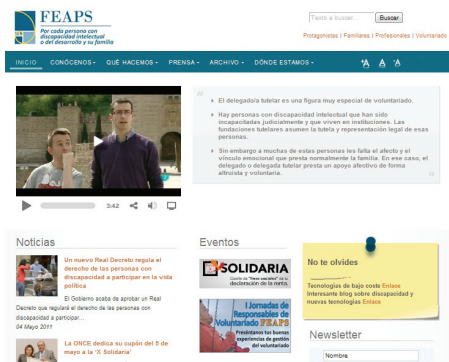 FEAPS
Por cada persona con
discapacidad intelectual
o del desarrollo y su familia
Texto a buscar...
Buscar
Protagonistas | Familiares | Profesionales | Voluntariado
INICIO CONÓCENOS QUÉ HACEMOS PRENSA ARCHIVO DÓNDE ESTAMOS
A A A
El delegado/a tutelar es una figura muy especial de voluntariado.
Hay personas con discapacidad intelectual que han sido
incapacitadas judicialmente y que viven en instituciones. Las
fundaciones tutelares asumen la tutela y representación legal de esas
personas.
Sin embargo a muchas de estas personas les falta el afecto y el
vínculo emocional que presta normalmente la familia. En ese caso, el
delegado o delegada tutelar presta un apoyo afectivo de forma
altruista y voluntaria.
3:42
Noticias
Un nuevo Real Decreto regula el
derecho de las personas con
discapacidad a participar en la vida
política
El Gobierno acaba de aprobar un Real
Decreto que regulará el derecho de las personas con
discapacidad a participar...
04 Mayo 2011
La ONCE dedica su cupón del 5 de
mayo a la 'X Solidaria'
Eventos
SOLIDARIA
Casilla de "fines sociales" de la
declaración de la renta.
I Jornadas de
Responsables de
Voluntariado FEAPS
Preséntanos tus buenas
experiencias de gestión
del voluntariado
No te olvides
Tecnologías de bajo coste Enlace
Interesante blog sobre discapacidad y
nuevas tecnologías Enlace
Newsletter
Nombre